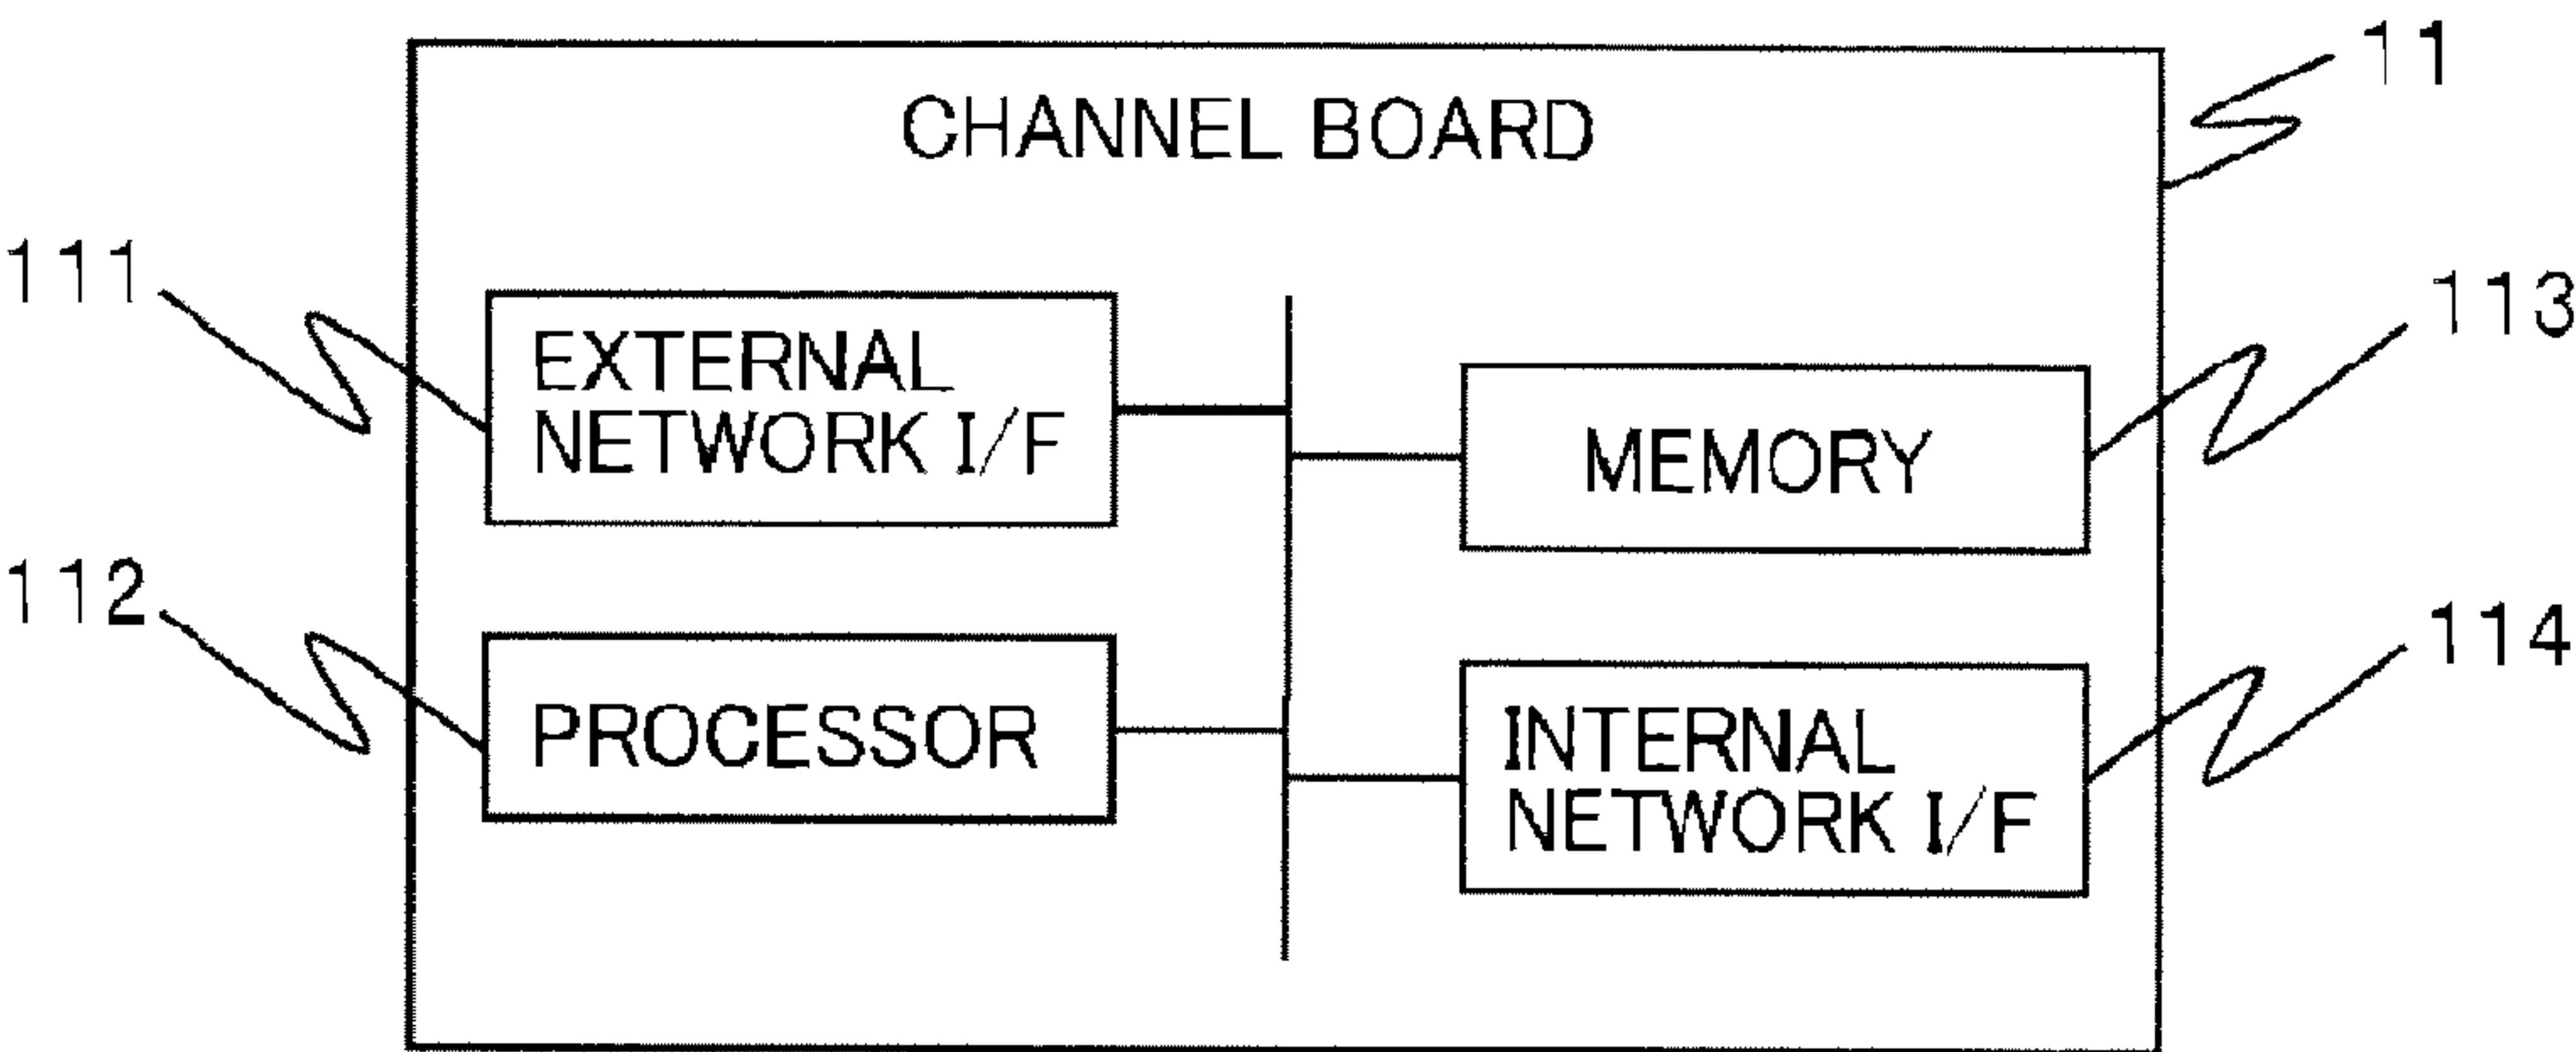 CHANNEL BOARD
11
111
EXTERNAL
NETWORK I/F
113
MEMORY
112
PROCESSOR
114
INTERNAL
NETWORK I/F